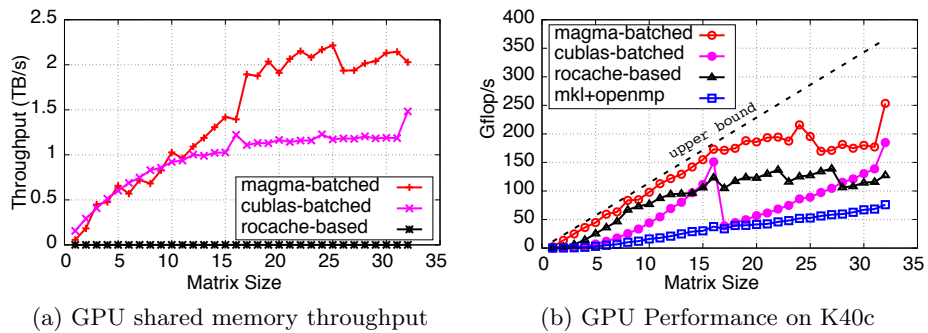 2.5
2
1.5
1
0.5
0
Throughput (TB/s)
magma-batched
cublas-batched
rocache-based
0 5 10 15 20 25 30 35
Matrix Size
(a) GPU shared memory throughput
400
350
300
250
200
150
100
50
0
Gflop/s
magma-batched
cublas-batched
rocache-based
mkl+openmp
upper bound
0 5 10 15 20 25 30 35
Matrix Size
(b) GPU Performance on K40c